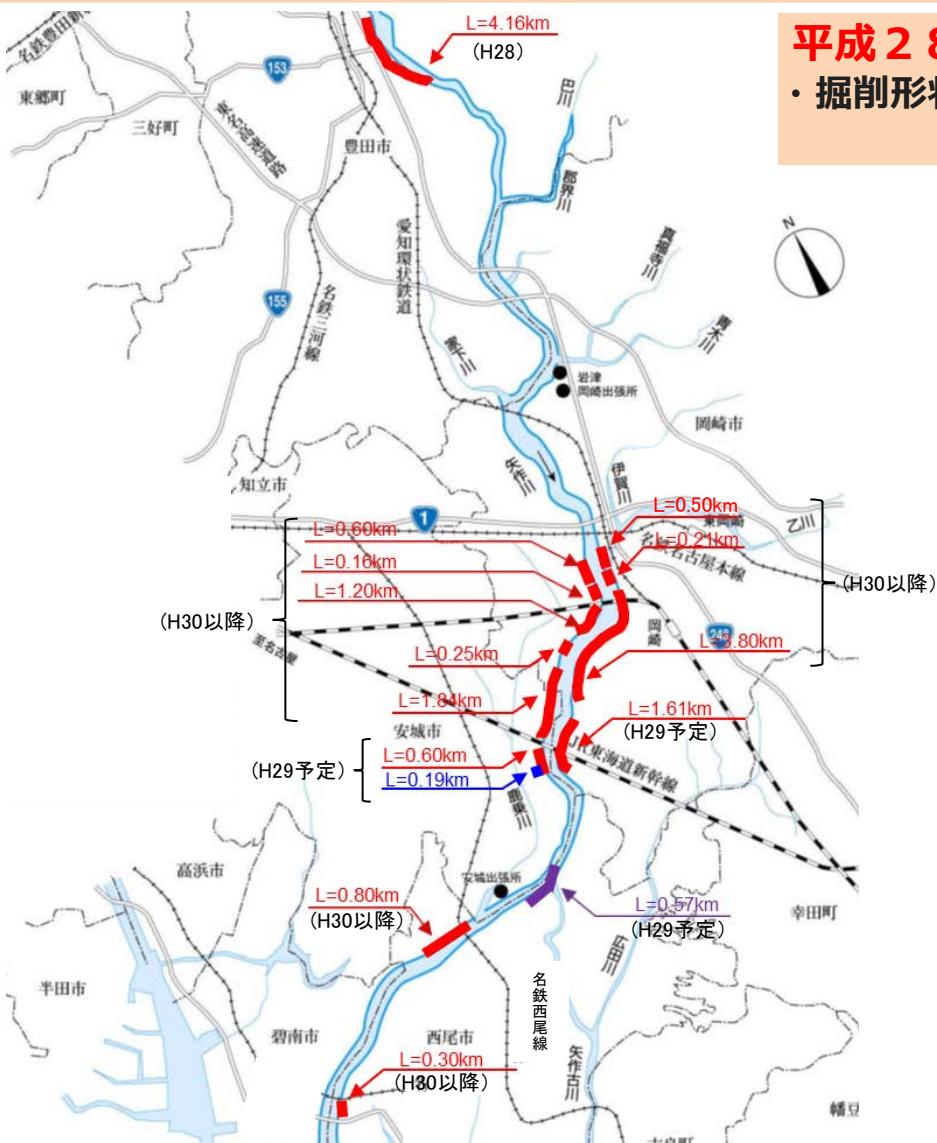 L=4.16km
(H28)
平成28
・掘削形状
153
東郷町
三好町
東名高速道路
豊田市
巴川
郡界川
愛知環状鉄道
N
真福寺川
155
名鉄三河線
青木川
家下川
岩津
岡崎出張所
岡崎市
矢作川
知立市
伊賀川
1
L=0.50km
東岡崎
乙川
L=0.60km
L=0.21km
名鉄名古屋本線
L=0.16km
(H30以降)
L=1.20km
(H30以降)
岡崎
248
至名古屋
L=3.80km
L=0.25km
L=1.84km
L=1.61km
(H29予定)
安城市
JR東海道新幹線
(H29予定)
L=0.60km
L=0.19km
鹿乗川
高浜市
安城出張所
L=0.80km
(H30以降)
L=0.57km
(H29予定)
幸田町
広田川
半田市
名鉄西尾線
碧南市
西尾市
矢作古川
L=0.30km
(H30以降)
幡豆